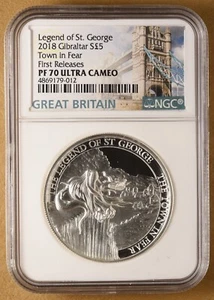 Legend of St. George
2018 Gibraltar S£5
Town in Fear
First Releases
PF 70 ULTRA CAMEO
4869179-012
GREAT BRITAIN
NGC
THE LEGEND OF ST GEORGE
THE TOWN IN FEAR